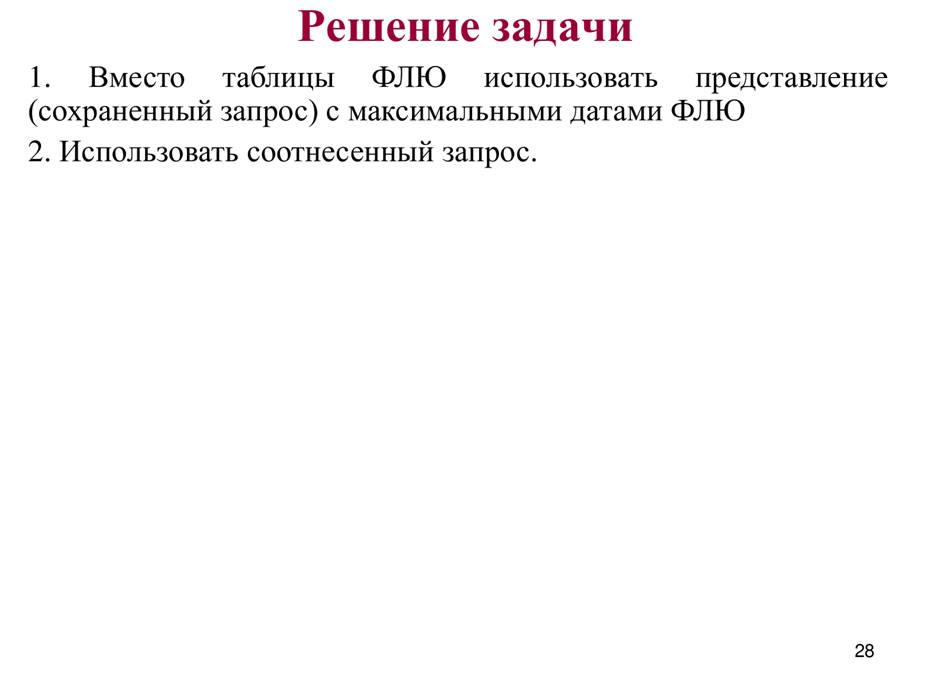 Решение задачи
1. Вместо таблицы ФЛЮ использовать представление
(сохраненный запрос) с максимальными датами ФЛЮ
2. Использовать соотнесенный запрос.
28